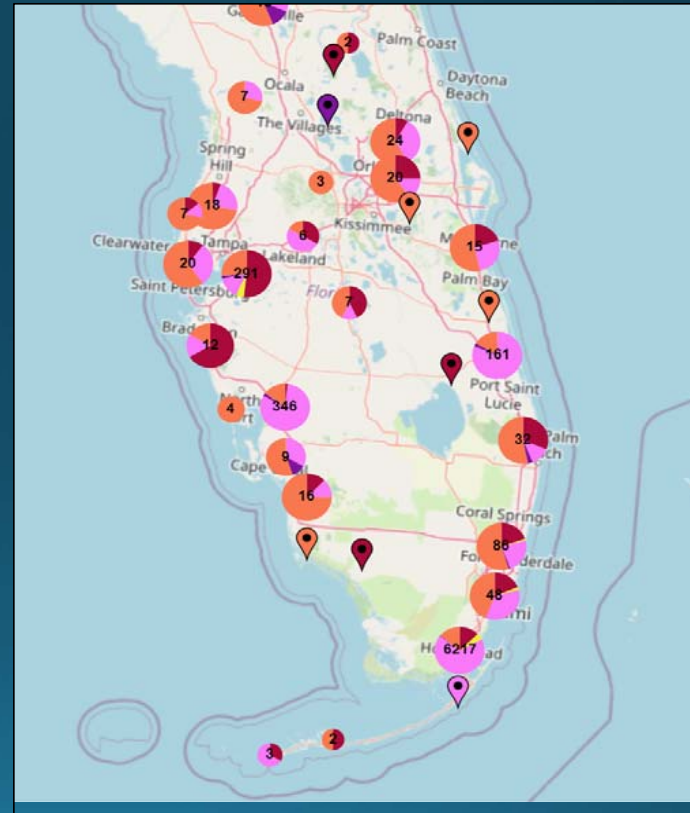 2
Palm Coast
Ocala
Daytona
Beach
7
The Villages
Deltona
24
Spring
Hill
3
20
18
7
Kissimmee
6
15
Clearwater
Tampa
Lakeland
20
291
Palm Bay
Saint Petersburg
7
12
161
Port Saint
Lucie
4
346
32
9
16
Coral Springs
86
48
6217
2
3